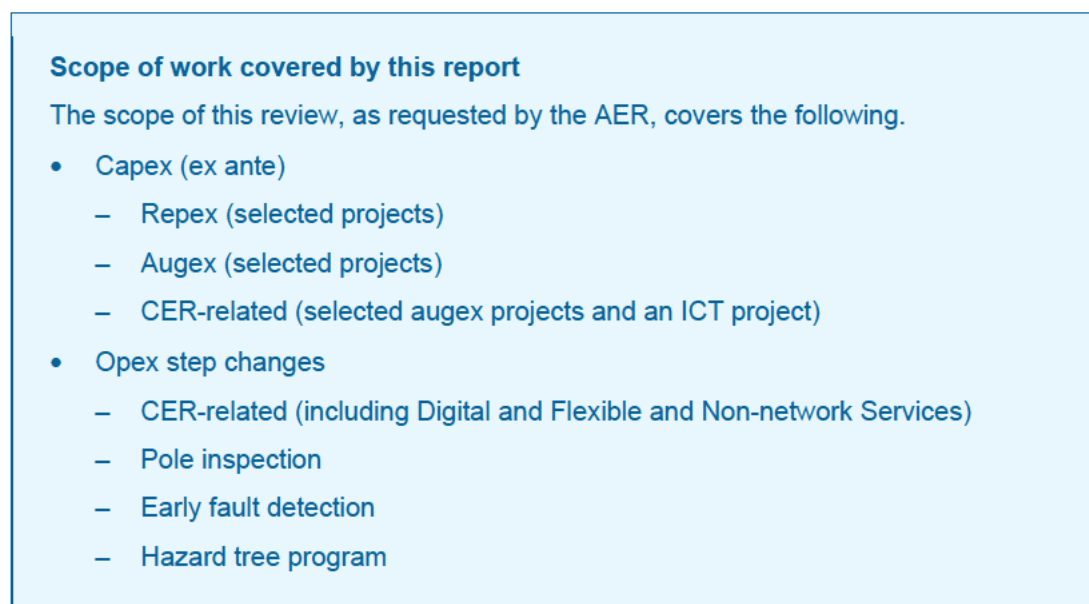 Scope of work covered by this report
The scope of this review, as requested by the AER, covers the following.
• Capex (ex ante)
– Repex (selected projects)
– Augex (selected projects)
– CER-related (selected augex projects and an ICT project)
• Opex step changes
– CER-related (including Digital and Flexible and Non-network Services)
– Pole inspection
– Early fault detection
– Hazard tree program